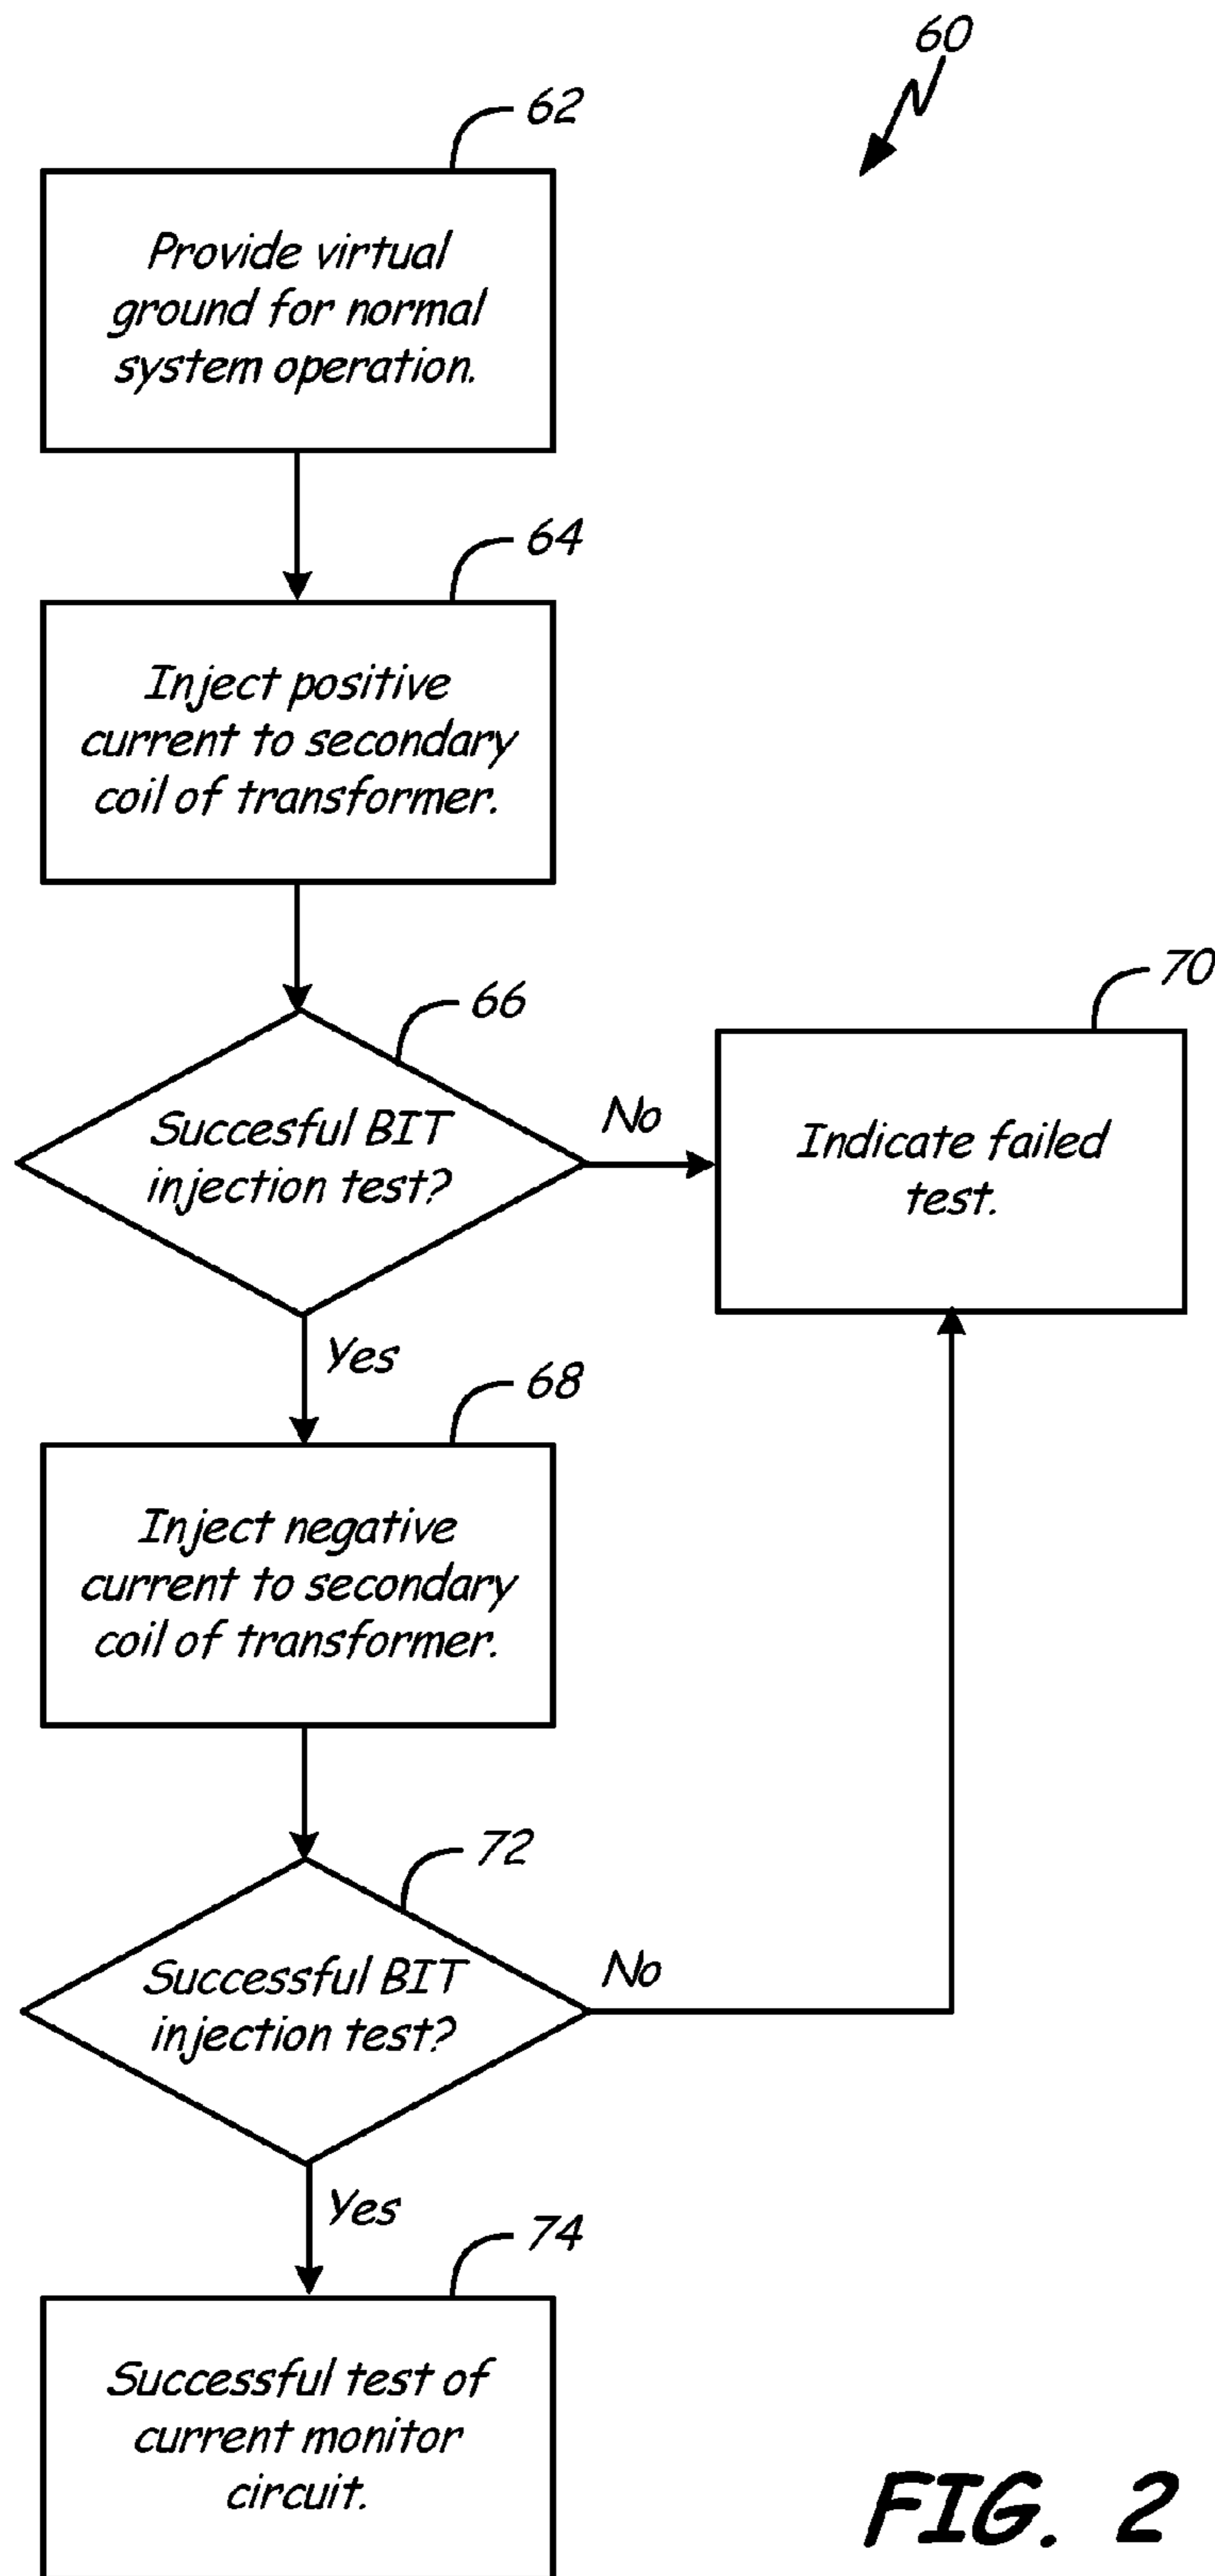 60
62
Provide virtual
ground for normal
system operation.
64
Inject positive
current to secondary
coil of transformer.
66
Succesful BIT
injection test?
No
70
Indicate failed
test.
Yes
68
Inject negative
current to secondary
coil of transformer.
72
Successful BIT
injection test?
No
Yes
74
Successful test of
current monitor
circuit.
FIG. 2